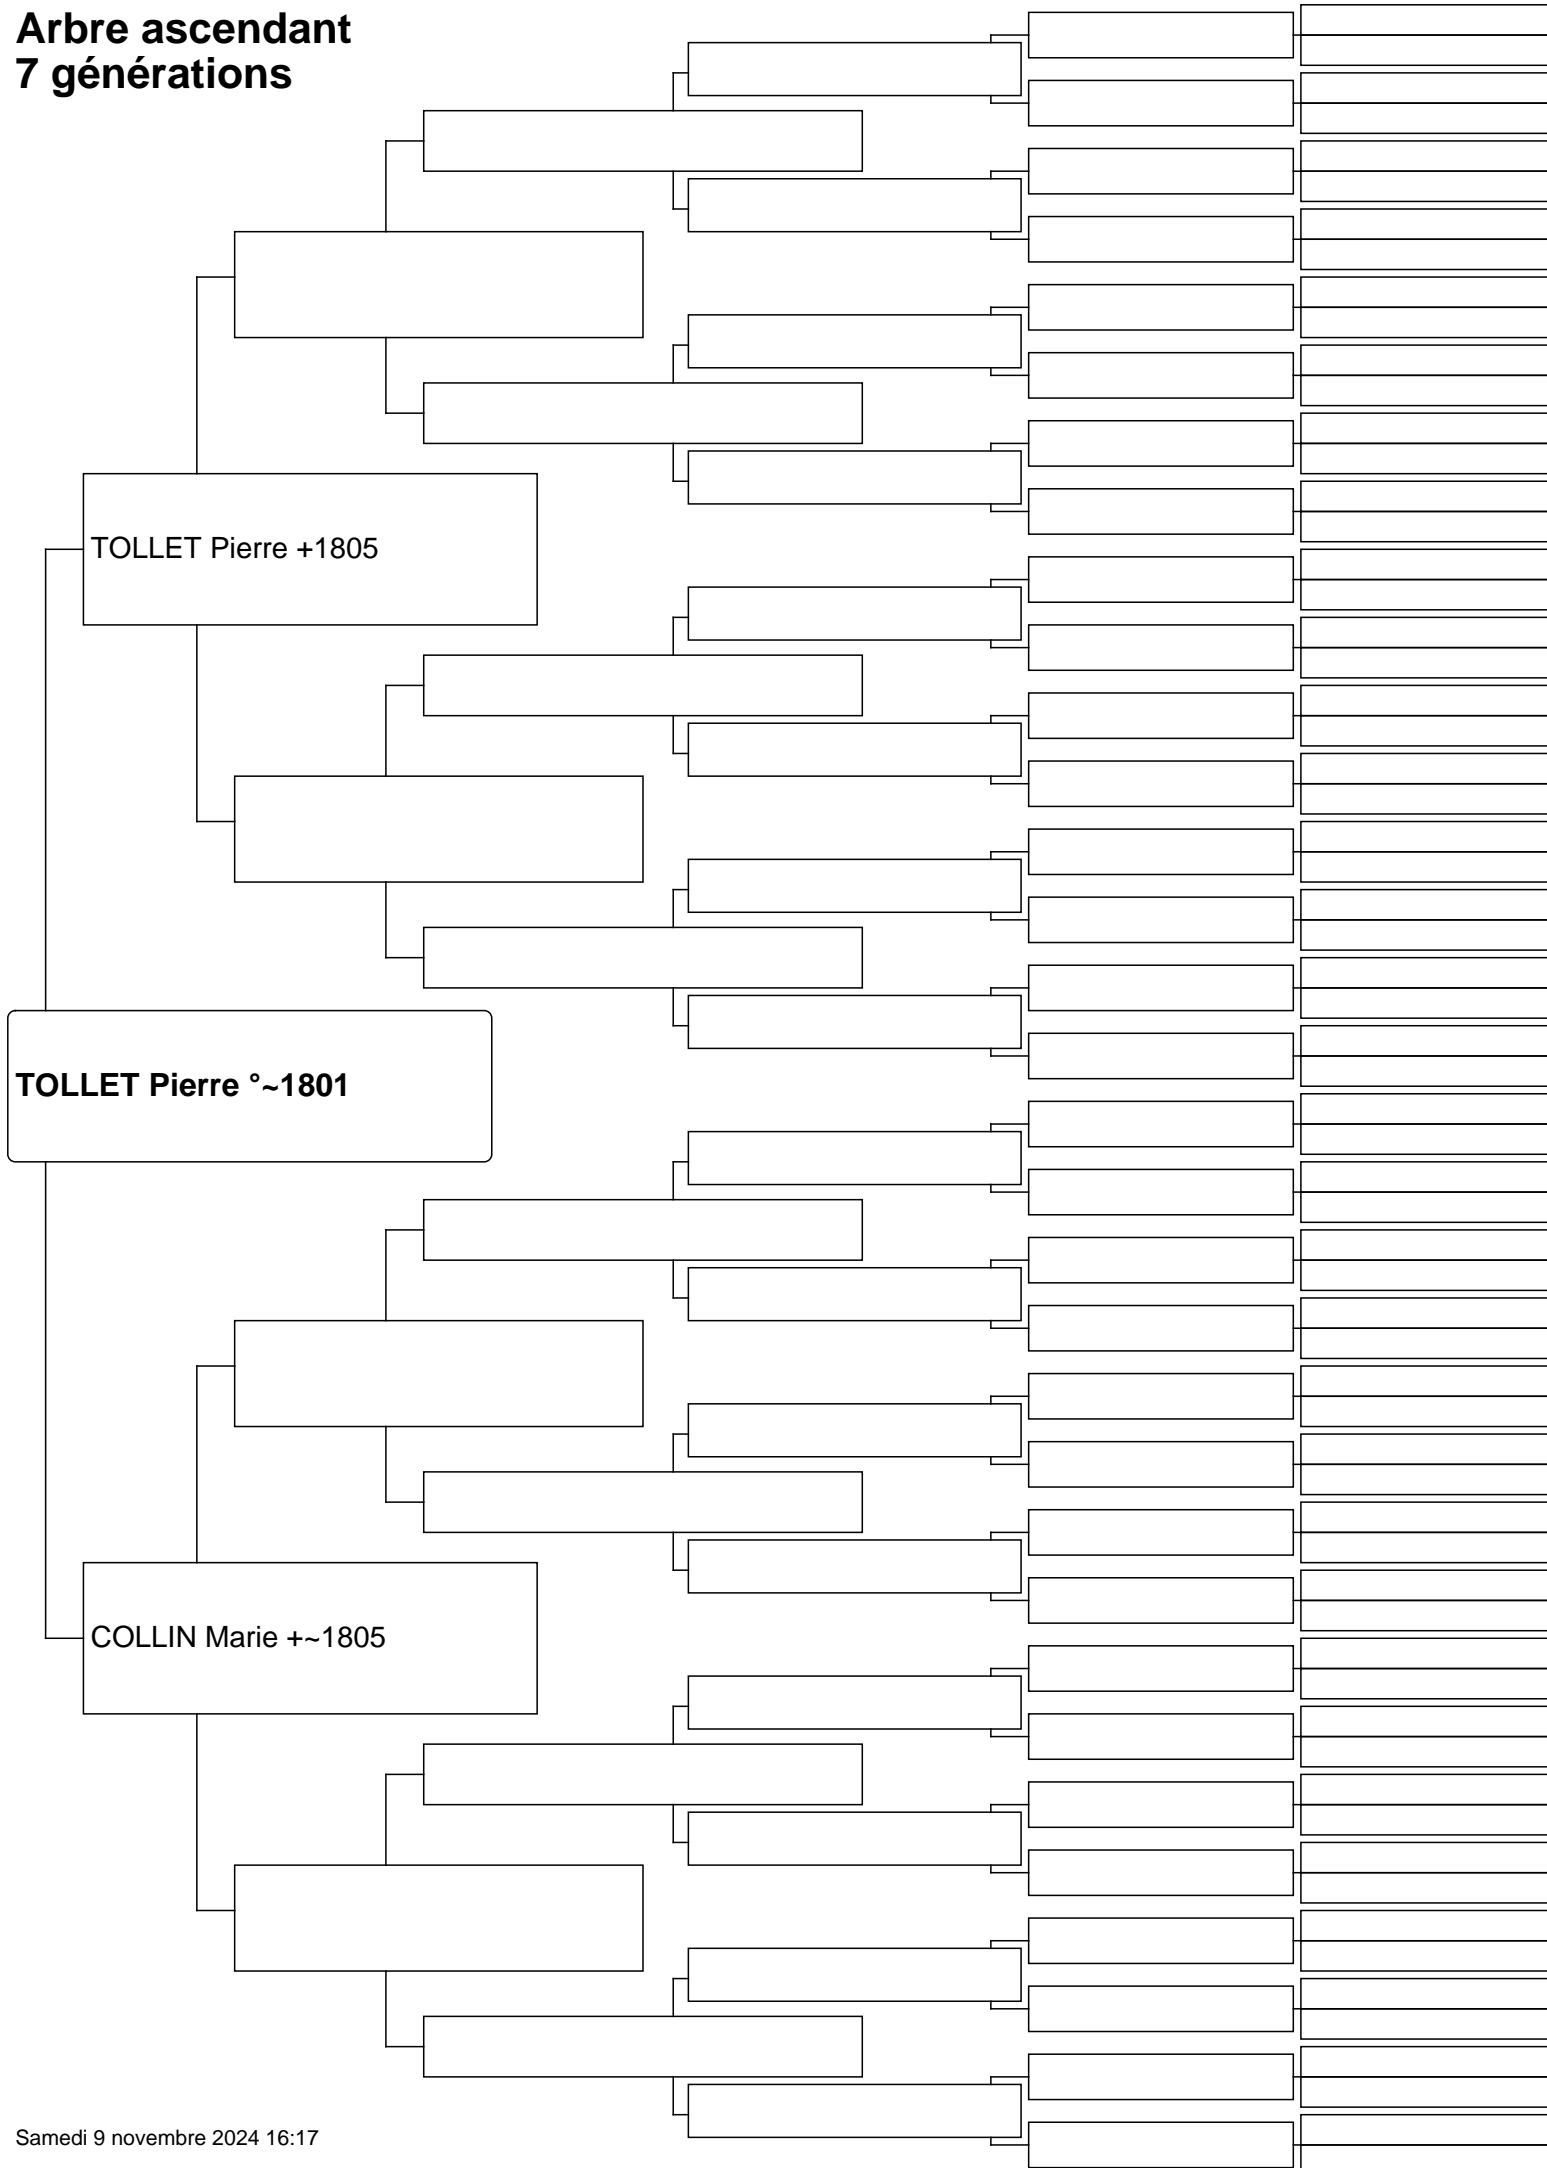 Arbre ascendant
7 générations
TOLLET Pierre +1805
TOLLET Pierre °~1801
COLLIN Marie +~1805
Samedi 9 novembre 2024 16:17